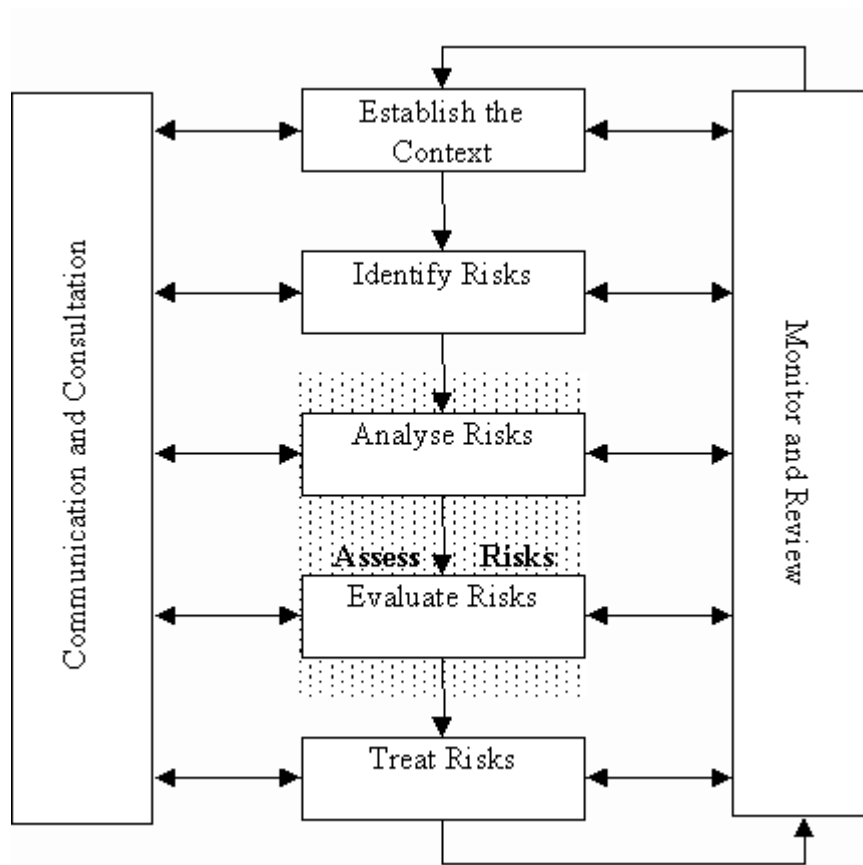 Communication and Consultation
Establish the
Context
Identify Risks
Analyse Risks
Assess Risks
Evaluate Risks
Treat Risks
Monitor and Review